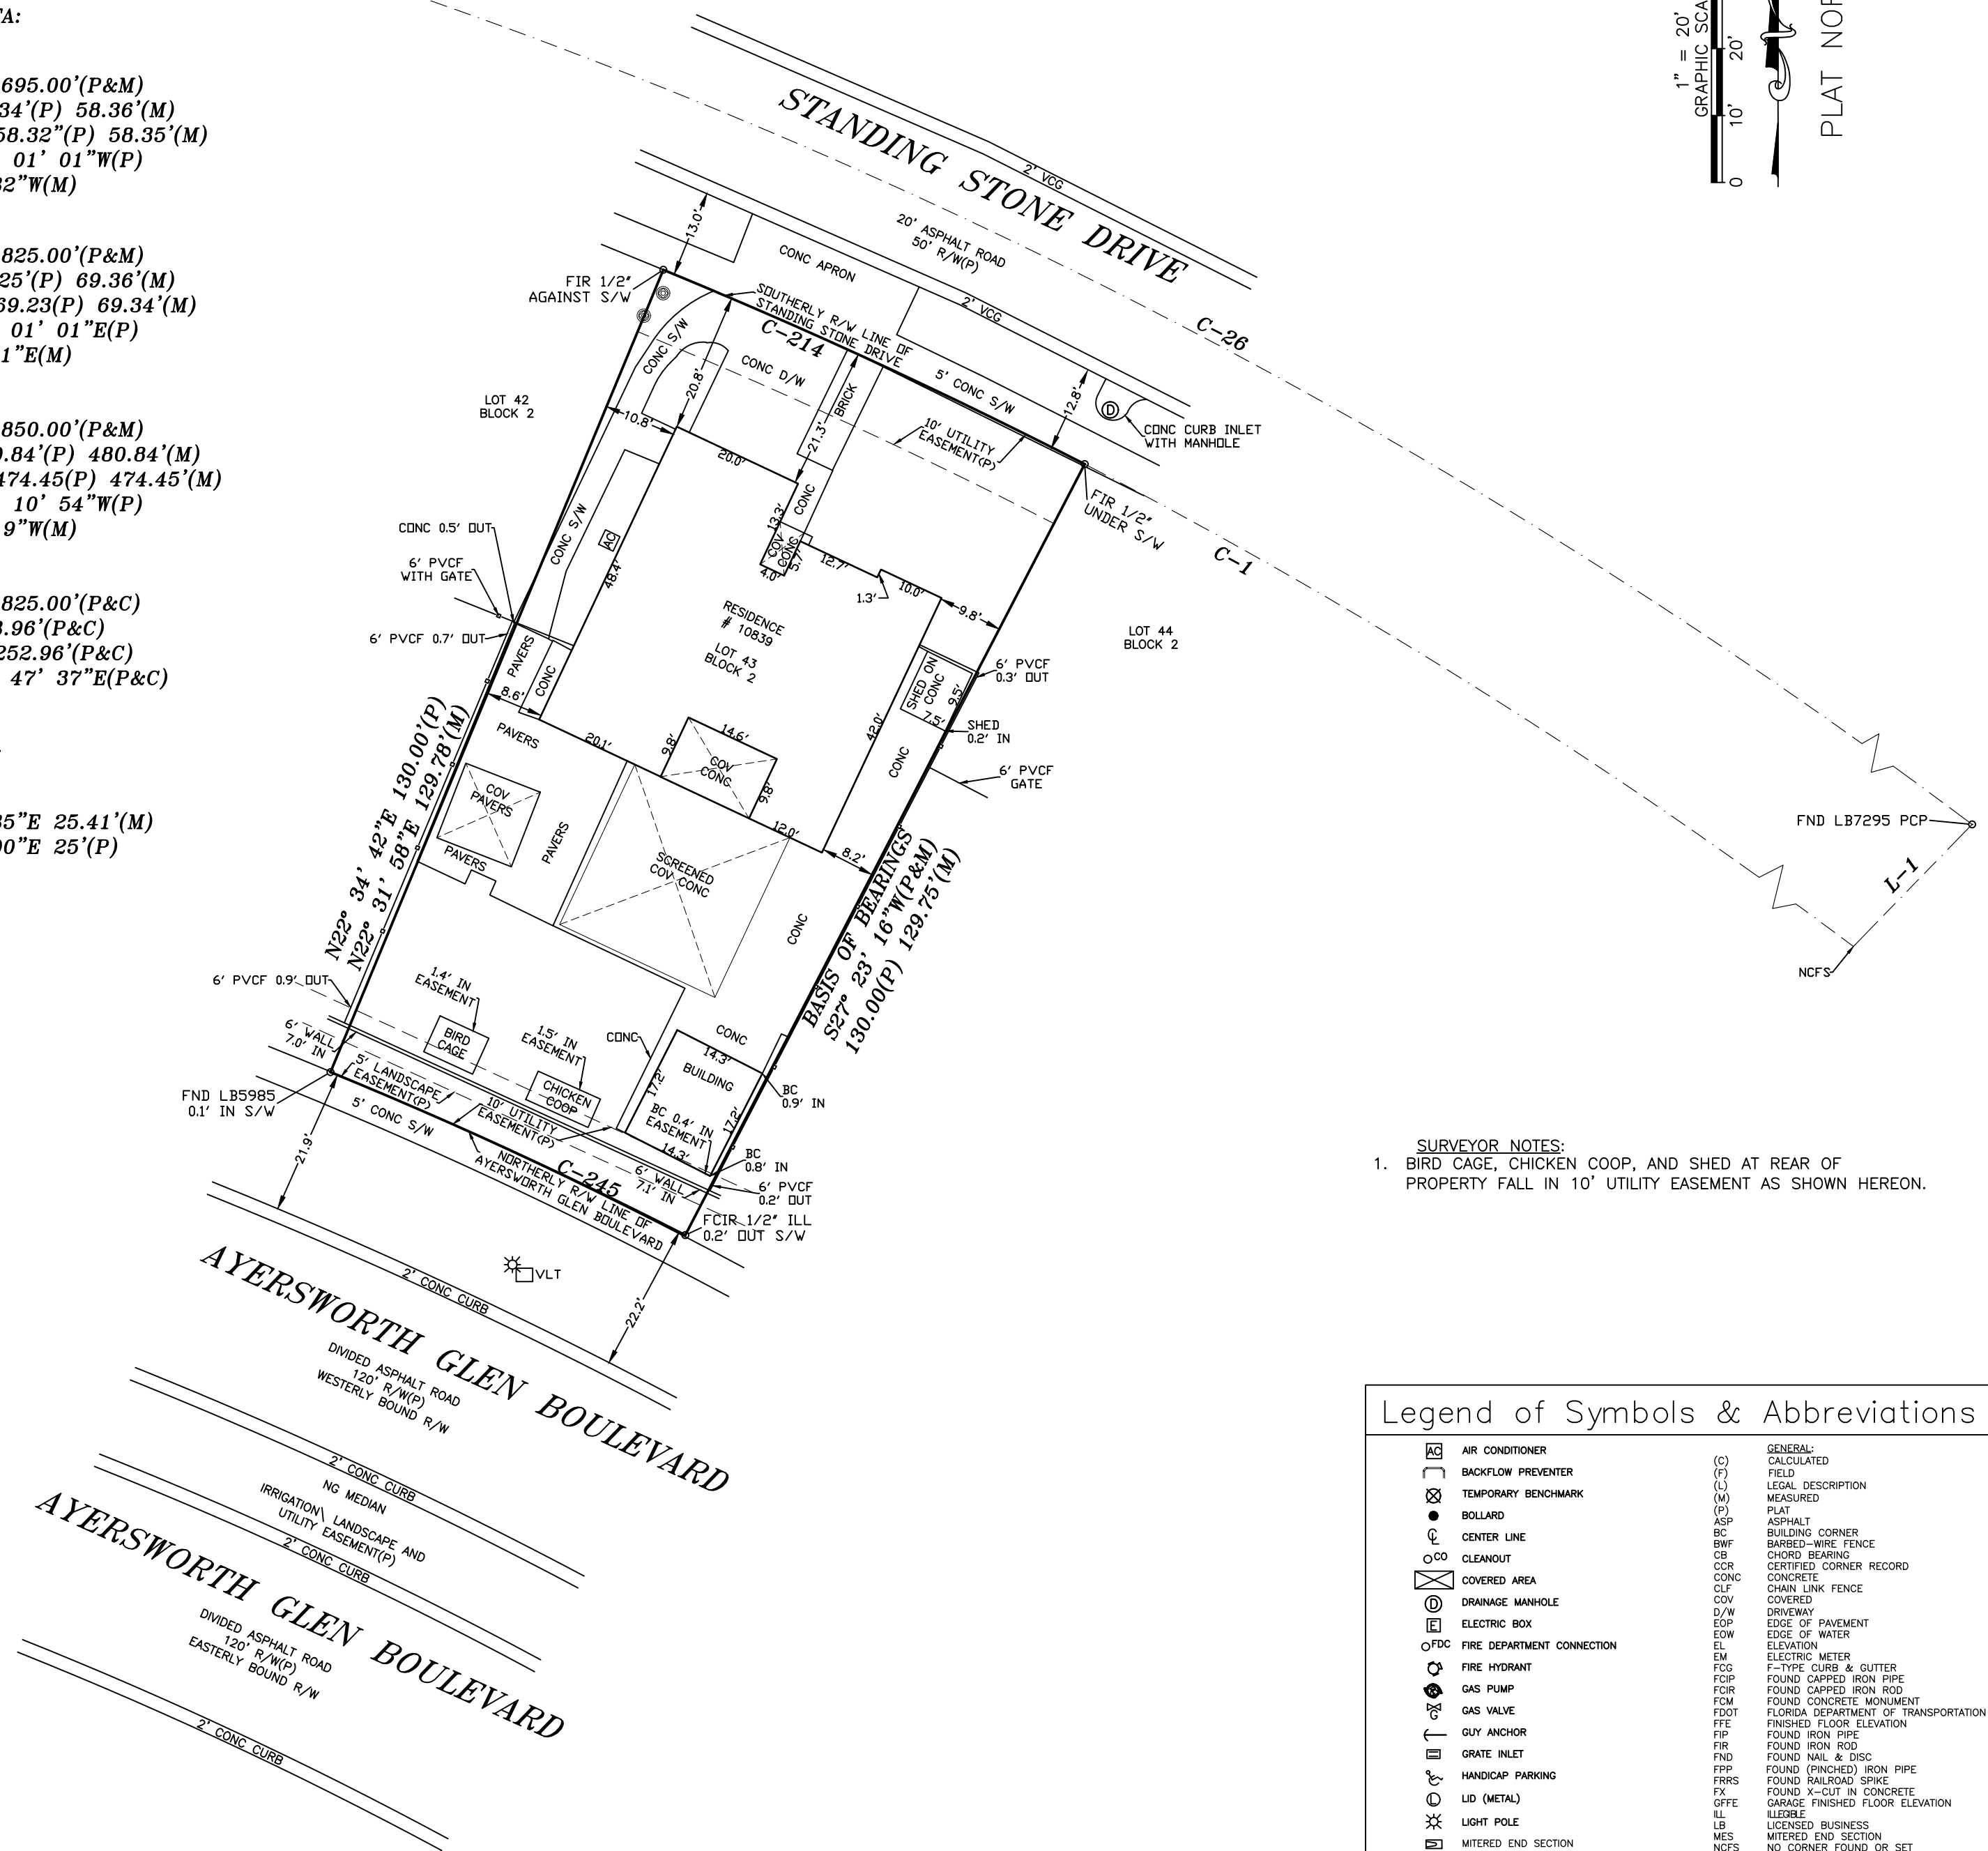 TA:
695.00'(P&M)
34'(P) 58.36'(M)
58.32"(P) 58.35'(M)
01' 01"W(P)
32"W(M)
825.00'(P&M)
25'(P) 69.36'(M)
69.23(P) 69.34'(M)
01' 01"E(P)
1"E(M)
850.00'(P&M)
0.84'(P) 480.84'(M)
474.45(P) 474.45'(M)
10' 54"W(P)
9"W(M)
825.00'(P&C)
3.96'(P&C)
252.96'(P&C)
47' 37"E(P&C)
35"E 25.41'(M)
00"E 25'(P)
1" = 20'
GRAPHIC SCA
0
10'
20'
PLAT NOR
STANDING STONE DRIVE
2' VCG
20' ASPHALT ROAD
50' R/W(P)
C-26
13.0'
CONC APRON
2' VCG
FIR 1/2"
AGAINST S/W
SOUTHERLY R/W LINE OF
STANDING STONE DRIVE
C-214
5' CONC S/W
12.8'
D
CONC CURB INLET
WITH MANHOLE
CONC S/W
20.8'
CONC D/W
BRICK
21.3'
10' UTILITY
EASEMENT(P)
LOT 42
BLOCK 2
10.8'
20.0'
CONC
13.3'
FIR 1/2"
UNDER S/W
C-1
CONC 0.5' OUT
CONC S/W
AC
48.4'
COV
CONC
5.7'
4.0'
12.7'
1.3'
10.0'
9.8'
6' PVCF
WITH GATE
6' PVCF 0.7' OUT
PAVERS
CONC
8.6'
RESIDENCE
# 10839
LOT 43
BLOCK 2
LOT 44
BLOCK 2
6' PVCF
0.3' OUT
SHED ON
CONC
9.5'
7.5'
SHED
0.2' IN
6' PVCF
GATE
PAVERS
20.1'
9.8'
14.6'
COV
CONC
9.8'
42.0'
CONC
12.0'
8.2'
COV
PAVERS
PAVERS
PAVERS
SCREENED
COV CONC
CONC
N22° 34' 42"E 130.00'(P)
N22° 31' 58"E 129.78'(M)
BASIS OF BEARINGS
S27° 23' 16"W(P&M)
130.00(P) 129.75'(M)
FND LB7295 PCP
L-1
NCFS
6' PVCF 0.9' OUT
1.4' IN
EASEMENT
BIRD
CAGE
1.5' IN
EASEMENT
CHICKEN
COOP
CONC
CONC
14.3'
BUILDING
17.2'
17.2'
14.3'
BC 0.4' IN
EASEMENT
BC
0.9' IN
BC
0.8' IN
6' PVCF
0.2' OUT
6' WALL
7.0' IN
5' LANDSCAPE
EASEMENT(P)
10' UTILITY
EASEMENT(P)
6' WALL
7.1' IN
FND LB5985
0.1' IN S/W
5' CONC S/W
C-245
NORTHERLY R/W LINE OF
AYERSWORTH GLEN BOULEVARD
FCIR 1/2" ILL
0.2' OUT S/W
21.9'
22.2'
VLT
2' CONC CURB
AYERSWORTH GLEN BOULEVARD
DIVIDED ASPHALT ROAD
120' R/W(P)
WESTERLY BOUND R/W
2' CONC CURB
NG MEDIAN
IRRIGATION\ LANDSCAPE AND
UTILITY EASEMENT(P)
2' CONC CURB
AYERSWORTH GLEN BOULEVARD
DIVIDED ASPHALT ROAD
120' R/W(P)
EASTERLY BOUND R/W
2' CONC CURB
SURVEYOR NOTES:
1. BIRD CAGE, CHICKEN COOP, AND SHED AT REAR OF
PROPERTY FALL IN 10' UTILITY EASEMENT AS SHOWN HEREON.
Legend of Symbols & Abbreviations
AC AIR CONDITIONER
BACKFLOW PREVENTER
TEMPORARY BENCHMARK
BOLLARD
CENTER LINE
CO CLEANOUT
COVERED AREA
D DRAINAGE MANHOLE
E ELECTRIC BOX
FDC FIRE DEPARTMENT CONNECTION
FIRE HYDRANT
GAS PUMP
G GAS VALVE
GUY ANCHOR
GRATE INLET
HANDICAP PARKING
L LID (METAL)
LIGHT POLE
MITERED END SECTION
GENERAL:
(C) CALCULATED
(F) FIELD
(L) LEGAL DESCRIPTION
(M) MEASURED
(P) PLAT
ASP ASPHALT
BC BUILDING CORNER
BWF BARBED-WIRE FENCE
CB CHORD BEARING
CCR CERTIFIED CORNER RECORD
CONC CONCRETE
CLF CHAIN LINK FENCE
COV COVERED
D/W DRIVEWAY
EOP EDGE OF PAVEMENT
EOW EDGE OF WATER
EL ELEVATION
EM ELECTRIC METER
FCG F-TYPE CURB & GUTTER
FCIP FOUND CAPPED IRON PIPE
FCIR FOUND CAPPED IRON ROD
FCM FOUND CONCRETE MONUMENT
FDOT FLORIDA DEPARTMENT OF TRANSPORTATION
FFE FINISHED FLOOR ELEVATION
FIP FOUND IRON PIPE
FIR FOUND IRON ROD
FND FOUND NAIL & DISC
FPP FOUND (PINCHED) IRON PIPE
FRRS FOUND RAILROAD SPIKE
FX FOUND X-CUT IN CONCRETE
GFFE GARAGE FINISHED FLOOR ELEVATION
ILL ILLEGIBLE
LB LICENSED BUSINESS
MES MITERED END SECTION
NCFS NO CORNER FOUND OR SET